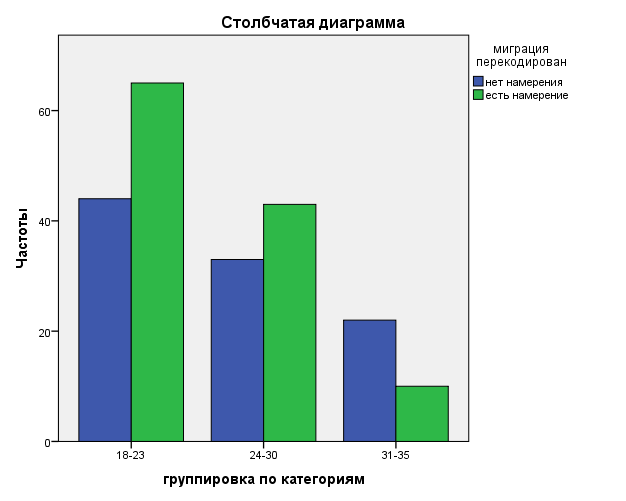 Столбчатая диаграмма
миграция
перекодирован
нет намерения
есть намерение
Частоты
60
40
20
0
18-23
24-30
31-35
группировка по категориям